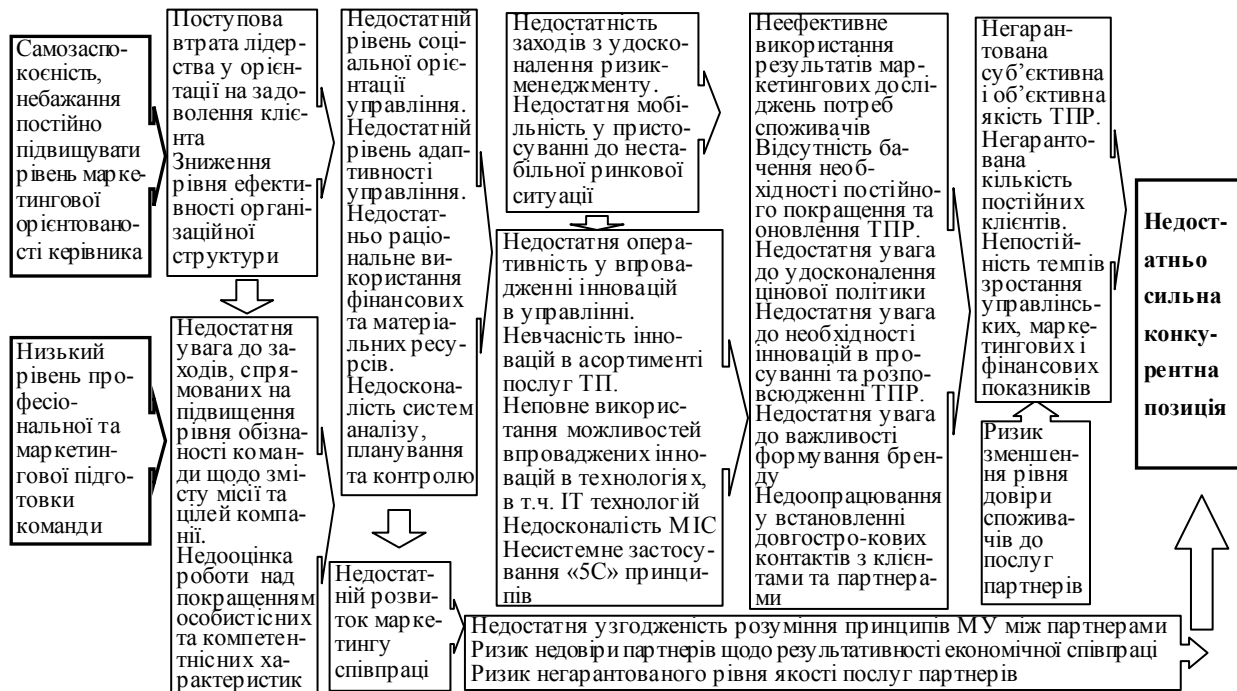 Самозаспо-
коєність,
небажання
постійно
підвищувати
рівень марке-
тингової
орієнтовано-
сті керівника
Низький
рівень про-
фесіо-
нальної та
маркетин-
гової підго-
товки
команди
Поступова
втрата лідер-
ства у орієн-
тації на задо-
волення клієн-
та
Зниження
рівня ефекти-
вності органі-
заційної
структури
Недостатня
увага до за-
ходів, спря-
мованих на
підвищення
рівня обізна-
ності коман-
ди щодо змі-
сту місії та
цілей компа-
нії.
Недооцінка
роботи над
покращенням
особистісних
та компетен-
тнісних ха-
рактеристик
Недостатній
рівень соці-
альної оріє-
нтації
управління.
Недостатній
рівень адап-
тивності
управління.
Недостат-
ньо раціо-
нальне ви-
користання
фінансових
та матеріа-
льних ресу-
рсів.
Недоскона-
лість систем
аналізу,
планування
та контролю
Недостат-
ній розви-
ток марке-
тингу
співпраці
Недостатність
заходів з удоско-
налення ризик-
менеджменту.
Недостатня мобі-
льність у присто-
суванні до неста-
більної ринкової
ситуації
Недостатня опера-
тивність у впрова-
дженні інновацій
в управлінні.
Невчасність інно-
вацій в асортименті
послуг ТП.
Неповне викорис-
тання можливостей
впроваджених інно-
вацій в технологіях,
в т.ч. ІТ технологій
Недосконалість МІС
Несистемне застосу-
вання «5С» принци-
пів
Неефективне
використання
результатів мар-
кетингових дослі-
джень потреб
споживачів
Відсутність ба-
чення необ-
хідності постійно-
го покращення та
оновлення ТПР.
Недостатня увага
до удосконалення
цінової політики
Недостатня увага
до необхідності
інновацій в про-
суванні та розпо-
всюдженні ТПР.
Недостатня увага
до важливості
формування брен-
ду
Недоопрацювання
у встановленні
довгостро-кових
контактів з клієн-
тами та партнера-
ми
Негаран-
тована
суб’єктивна
і об’єктивна
якість ТПР.
Негаранто-
вана
кількість
постійних
клієнтів.
Непостій-
ність темпів
зростання
управлінсь-
ких, марке-
тингових і
фінансових
показників
Ризик
зменшен-
ня рівня
довіри
спожива-
чів до
послуг
партнерів
Недостатня узгодженість розуміння принципів МУ між партнерами
Ризик недовіри партнерів щодо результативності економічної співпраці
Ризик негарантованого рівня якості послуг партнерів
Недост-
атньо
сильна
конку-
рентна
позиція